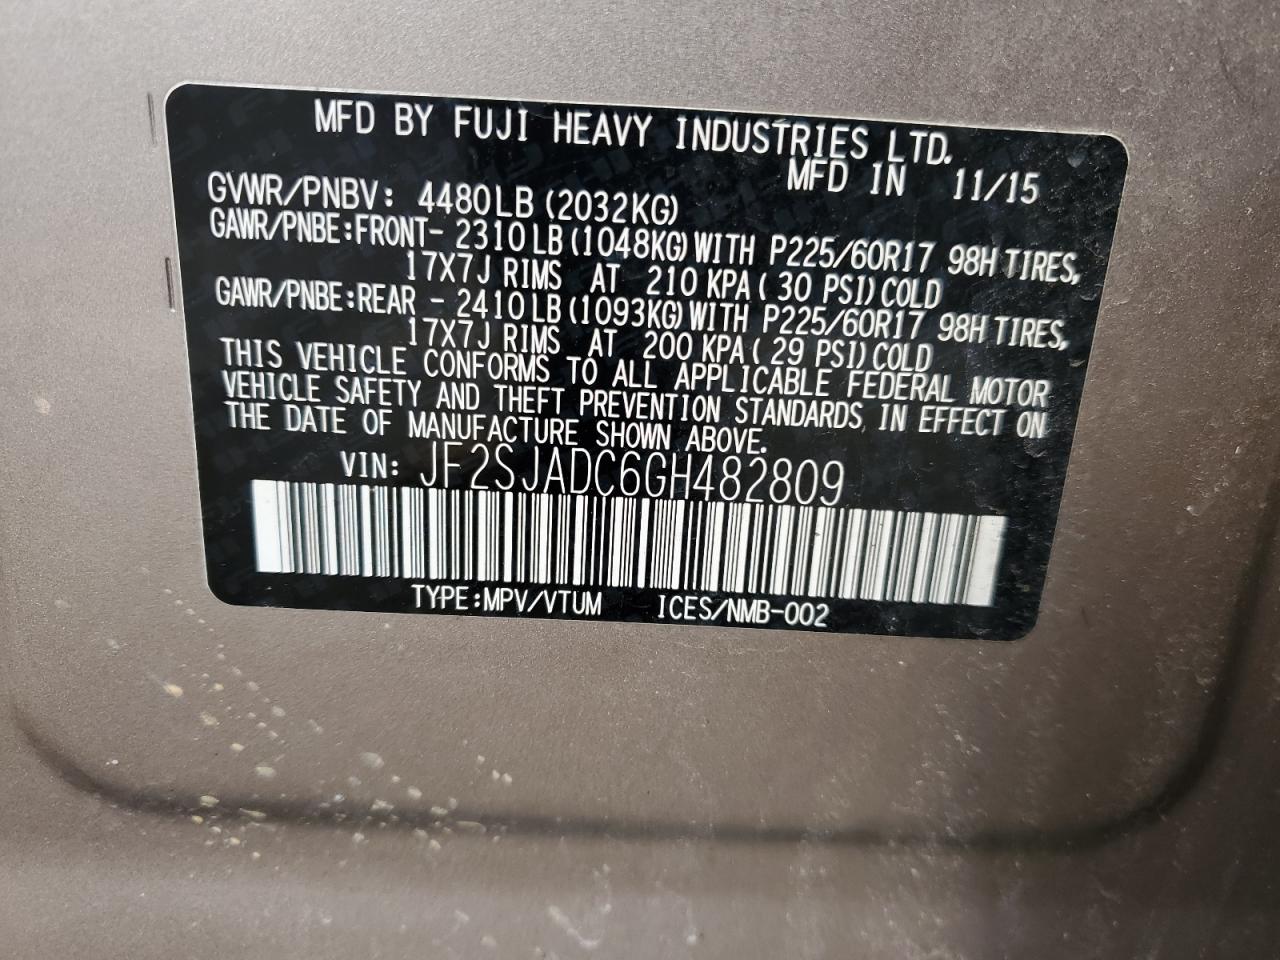 MFD BY FUJI HEAVY INDUSTRIES LTD.
MFD IN 11/15
GVWR/PNBV: 4480LB (2032KG)
GAWR/PNBE:FRONT- 2310LB(1048KG)WITH P225/60R17 98H TIRES,
17X7J RIMS AT 210 KPA( 30 PSI)COLD
GAWR/PNBE:REAR - 2410LB(1093KG)WITH P225/60R17 98H TIRES,
17X7J RIMS AT 200 KPA( 29 PSI)COLD
THIS VEHICLE CONFORMS TO ALL APPLICABLE FEDERAL MOTOR
VEHICLE SAFETY AND THEFT PREVENTION STANDARDS IN EFFECT ON
THE DATE OF MANUFACTURE SHOWN ABOVE.
VIN: JF2SJADC6GH482809
TYPE:MPV/VTUM ICES/NMB-002